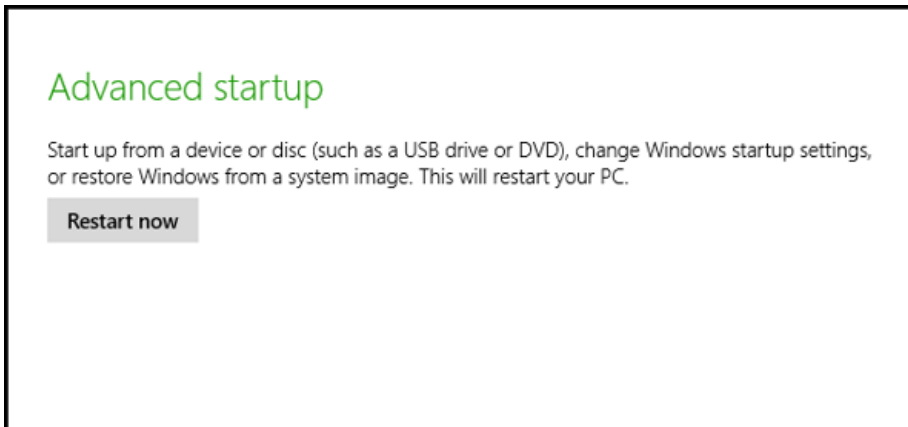 Advanced startup
Start up from a device or disc (such as a USB drive or DVD), change Windows startup settings,
or restore Windows from a system image. This will restart your PC.
Restart now